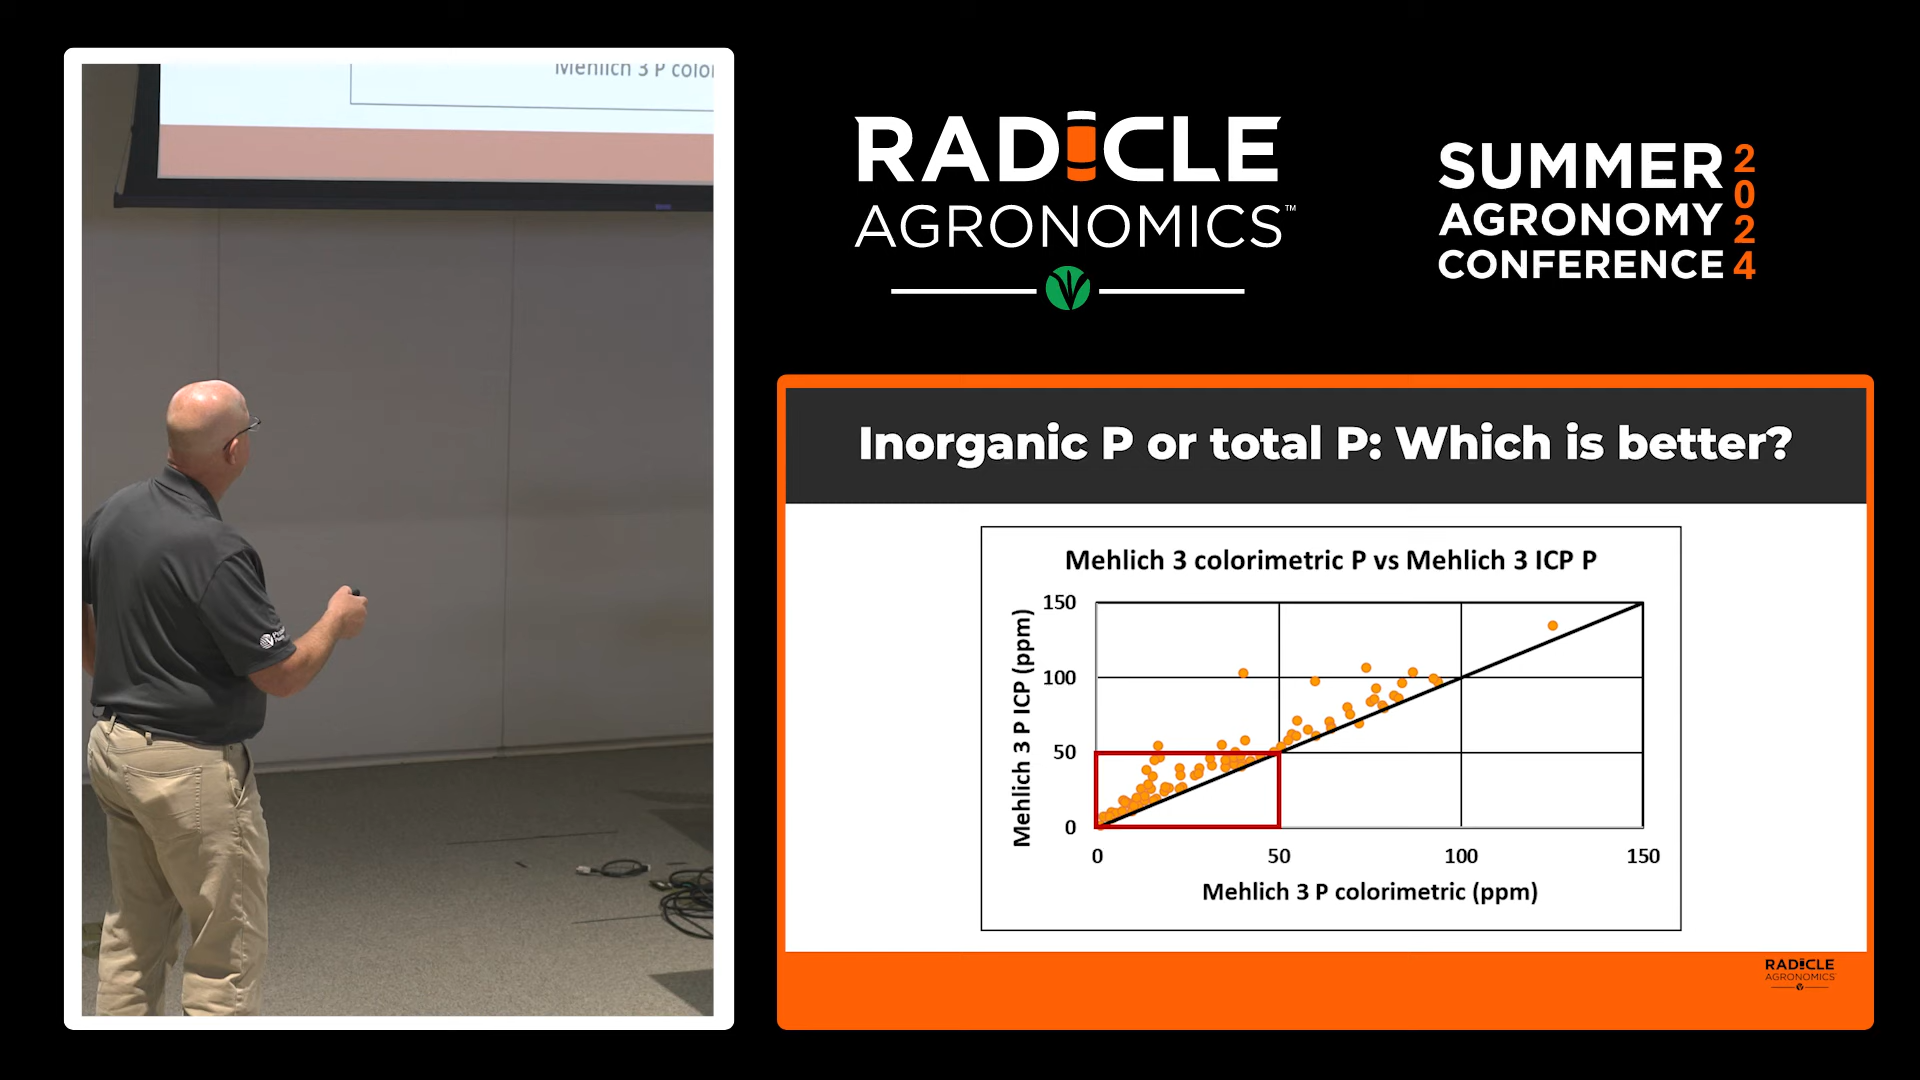 Mehlich 3 P color
RADICLE
AGRONOMICS™
SUMMER
AGRONOMY
CONFERENCE
2024
Inorganic P or total P: Which is better?
Mehlich 3 colorimetric P vs Mehlich 3 ICP P
Mehlich 3 P ICP (ppm)
150
100
50
0
0 50 100 150
Mehlich 3 P colorimetric (ppm)
RADICLE
AGRONOMICS